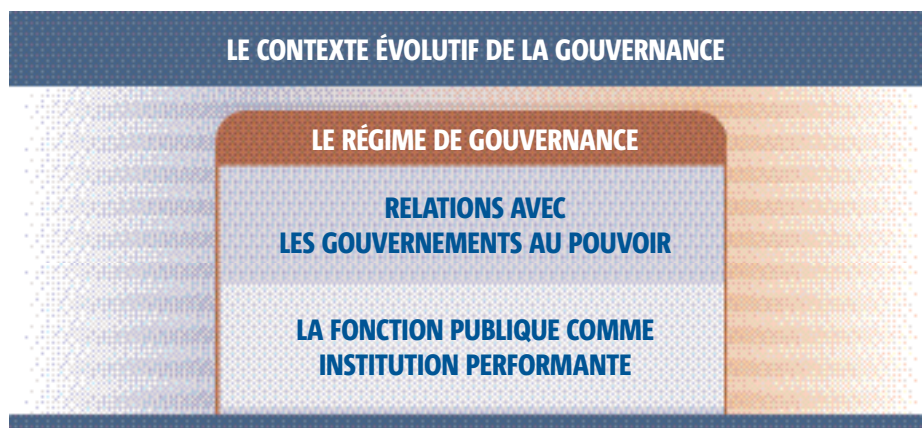 LE CONTEXTE ÉVOLUTIF DE LA GOUVERNANCE
LE RÉGIME DE GOUVERNANCE
RELATIONS AVEC
LES GOUVERNEMENTS AU POUVOIR
LA FONCTION PUBLIQUE COMME
INSTITUTION PERFORMANTE